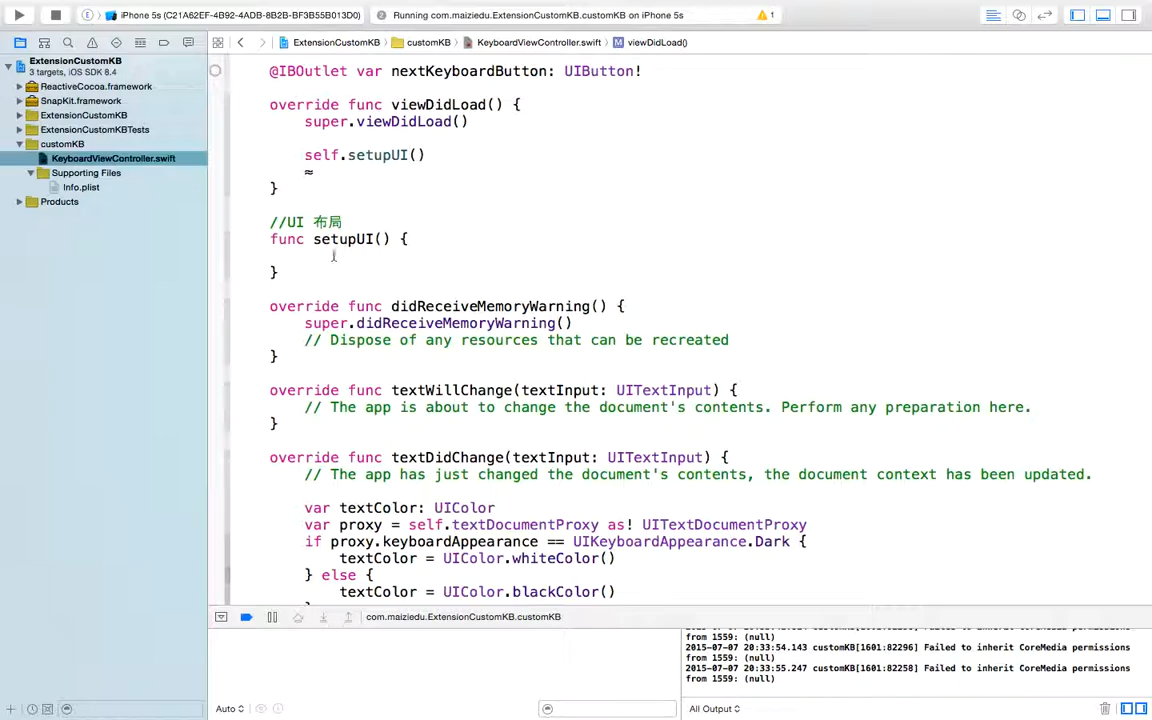 iPhone 5s (C21A62EF-4B92-4ADB-8B2B-BF3B55B013D0)
Running com.maiziedu.ExtensionCustomKB.customKB on iPhone 5s
1
ExtensionCustomKB
customKB
KeyboardViewController.swift
viewDidLoad()
ExtensionCustomKB
3 targets, iOS SDK 8.4
ReactiveCocoa.framework
SnapKit.framework
ExtensionCustomKB
ExtensionCustomKBTests
customKB
KeyboardViewController.swift
Supporting Files
Info.plist
Products
@IBOutlet var nextKeyboardButton: UIButton!
override func viewDidLoad() {
super.viewDidLoad()
self.setupUI()
≈
}
//UI 布局
func setupUI() {
}
override func didReceiveMemoryWarning() {
super.didReceiveMemoryWarning()
// Dispose of any resources that can be recreated
}
override func textWillChange(textInput: UITextInput) {
// The app is about to change the document's contents. Perform any preparation here.
}
override func textDidChange(textInput: UITextInput) {
// The app has just changed the document's contents, the document context has been updated.
var textColor: UIColor
var proxy = self.textDocumentProxy as! UITextDocumentProxy
if proxy.keyboardAppearance == UIKeyboardAppearance.Dark {
textColor = UIColor.whiteColor()
} else {
textColor = UIColor.blackColor()
com.maiziedu.ExtensionCustomKB.customKB
from 1559: (null)
2015-07-07 20:33:54.143 customKB[1601:82296] Failed to inherit CoreMedia permissions
from 1559: (null)
2015-07-07 20:33:55.247 customKB[1601:82258] Failed to inherit CoreMedia permissions
from 1559: (null)
Auto
All Output